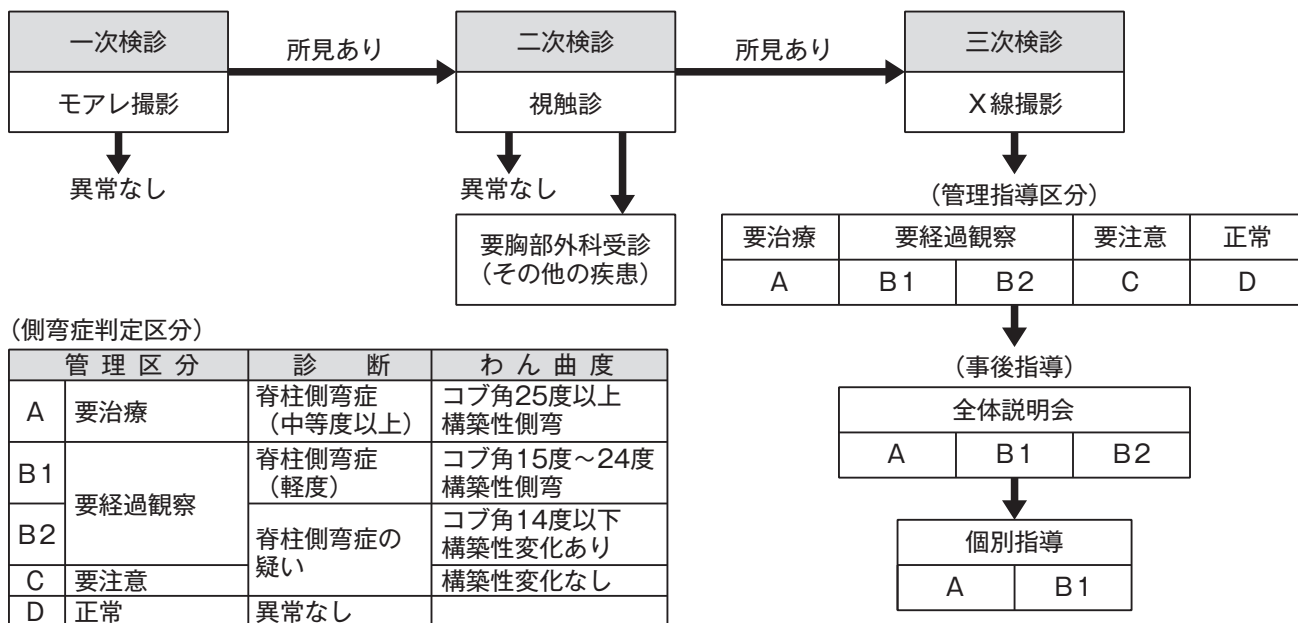 一次検診
モアレ撮影
所見あり
二次検診
視触診
所見あり
三次検診
X線撮影
異常なし
異常なし
要胸部外科受診
（その他の疾患）
（管理指導区分）
要治療 要経過観察 要注意 正常
A B1 B2 C D
（事後指導）
全体説明会
A B1 B2
個別指導
A B1
（側弯症判定区分）
管理区分 診断 わん曲度
A 要治療 脊柱側弯症
（中等度以上） コブ角25度以上
構築性側弯
B1 要経過観察 脊柱側弯症
（軽度） コブ角15度～24度
構築性側弯
B2 脊柱側弯症の
疑い コブ角14度以下
構築性変化あり
C 要注意 構築性変化なし
D 正常 異常なし